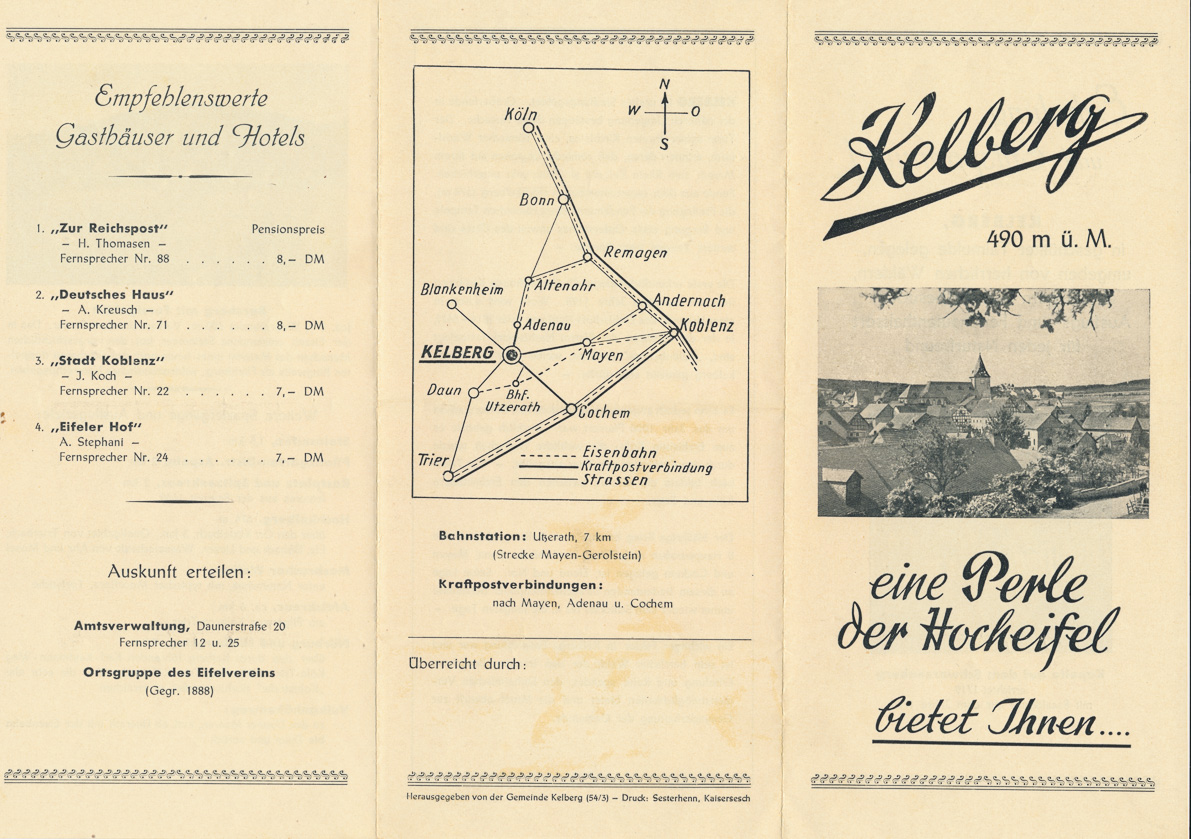 Empfehlenswerte
Gasthäuser und Hotels
1. „Zur Reichspost“ Pensionspreis
– H. Thomasen –
Fernsprecher Nr. 88 . . . . . . 8,– DM
2. „Deutsches Haus“
– A. Kreusch –
Fernsprecher Nr. 71 . . . . . . 8,– DM
3. „Stadt Koblenz“
– J. Koch –
Fernsprecher Nr. 22 . . . . . . 7,– DM
4. „Eifeler Hof“
A. Stephani –
Fernsprecher Nr. 24 . . . . . . 7,– DM
Auskunft erteilen:
Amtsverwaltung, Daunerstraße 20
Fernsprecher 12 u. 25
Ortsgruppe des Eifelvereins
(Gegr. 1888)
N
W O
S
Köln
Bonn
Remagen
Altenahr
Blankenheim
Andernach
Adenau
Koblenz
KELBERG
Mayen
Daun
Bhf.
Utzerath
Cochem
Trier
Eisenbahn
Kraftpostverbindung
Strassen
Bahnstation: Utzerath, 7 km
(Strecke Mayen-Gerolstein)
Kraftpostverbindungen:
nach Mayen, Adenau u. Cochem
Überreicht durch:
Herausgegeben von der Gemeinde Kelberg (54/3) – Druck: Sesterhenn, Kaisersesch
Kelberg
490 m ü. M.
eine Perle
der Hocheifel
bietet Ihnen....